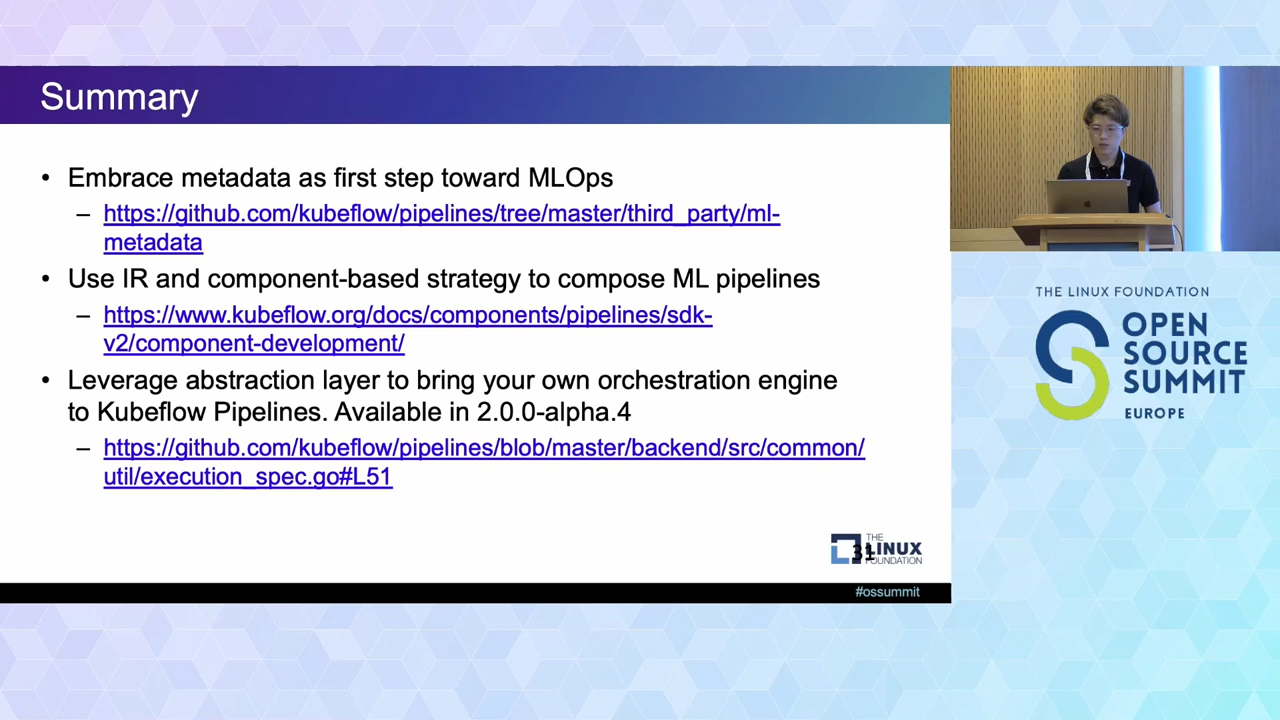 Summary
• Embrace metadata as first step toward MLOps
– https://github.com/kubeflow/pipelines/tree/master/third_party/ml-
metadata
• Use IR and component-based strategy to compose ML pipelines
– https://www.kubeflow.org/docs/components/pipelines/sdk-
v2/component-development/
• Leverage abstraction layer to bring your own orchestration engine
to Kubeflow Pipelines. Available in 2.0.0-alpha.4
– https://github.com/kubeflow/pipelines/blob/master/backend/src/common/
util/execution_spec.go#L51
THE
LINUX
FOUNDATION
31
#ossummit
THE LINUX FOUNDATION
OPEN
SOURCE
SUMMIT
EUROPE